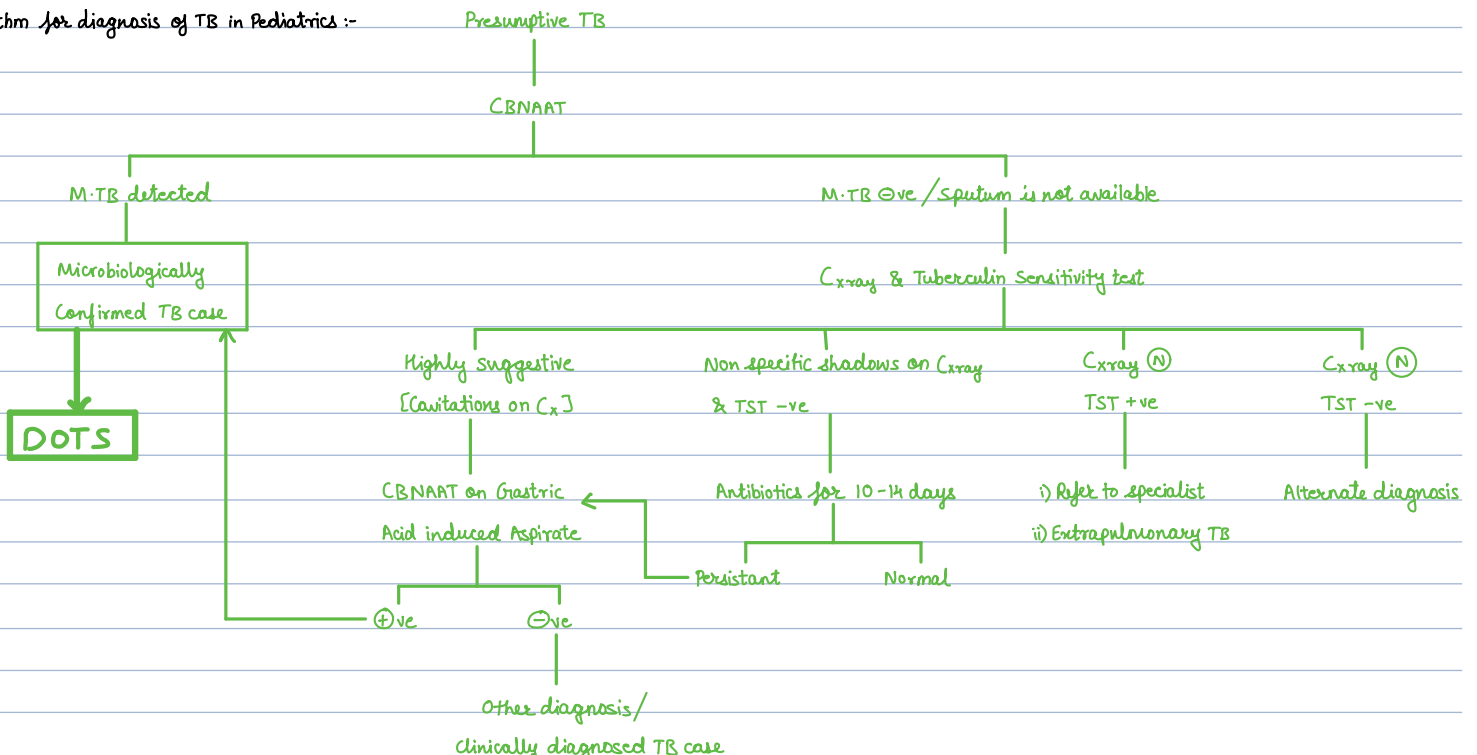 thm for diagnosis of TB in Pediatrics :-
Presumptive TB
CBNAAT
M.TB detected
M.TB ⊖ve / Sputum is not available
Microbiologically
Confirmed TB case
DOTS
Cxray & Tuberculin Sensitivity test
Highly suggestive
[Cavitations on Cx]
CBNAAT on Gastric
Acid induced Aspirate
⊕ve
⊖ve
Other diagnosis/
Clinically diagnosed TB case
Non specific shadows on Cxray
& TST -ve
Antibiotics for 10-14 days
Persistant
Normal
Cxray Ⓝ
TST +ve
i) Refer to specialist
ii) Extrapulmonary TB
Cxray Ⓝ
TST -ve
Alternate diagnosis